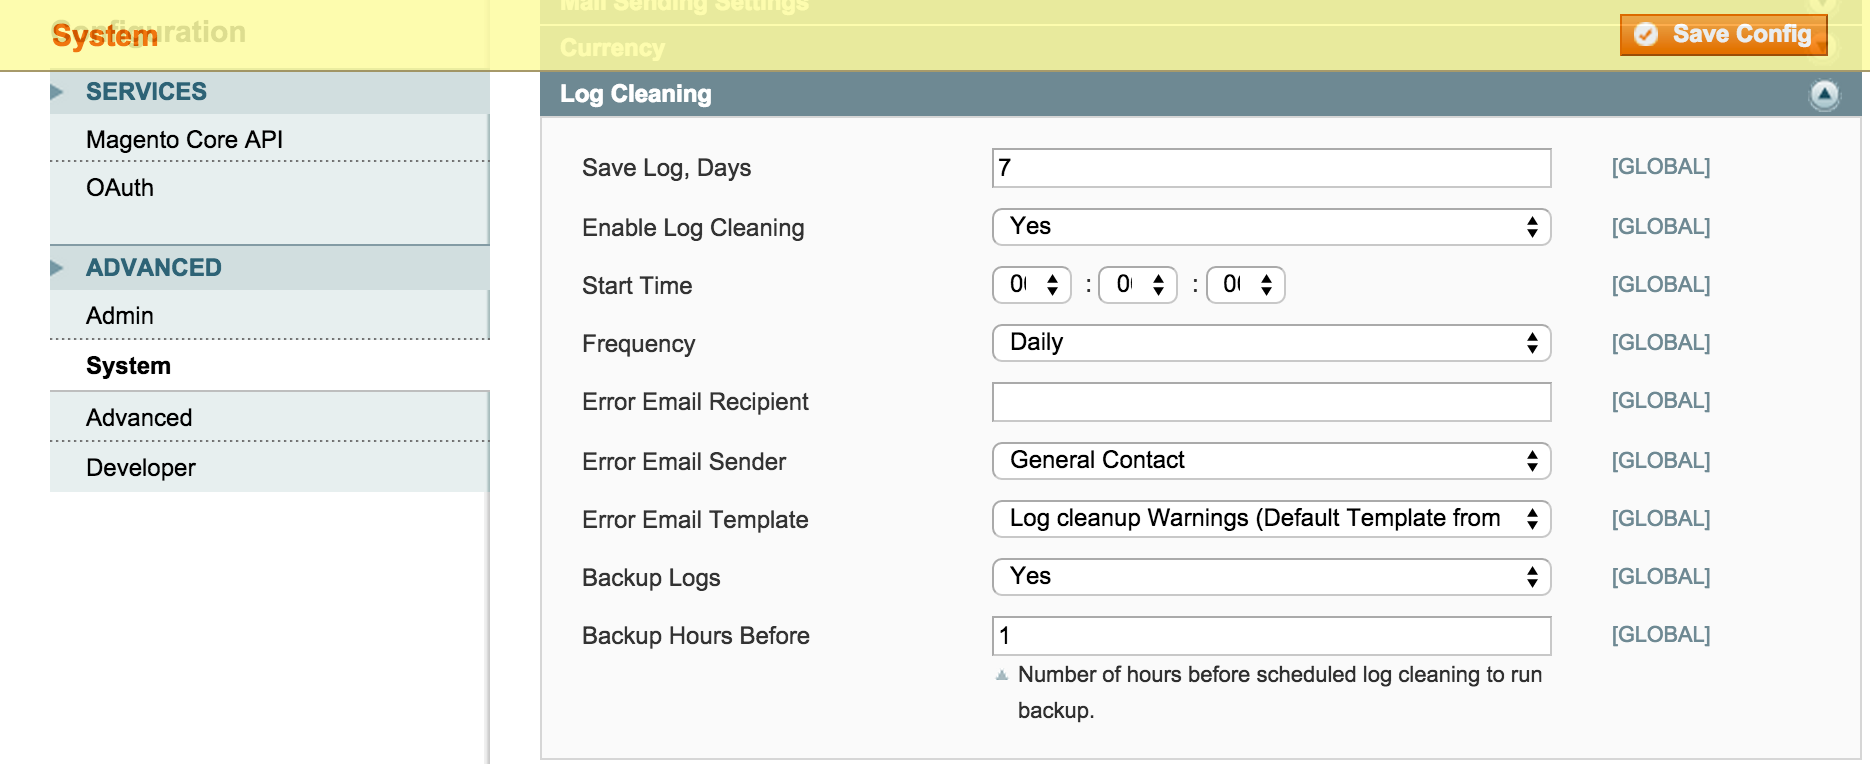 Configuration
System
Mail Sending Settings
Currency
Save Config
SERVICES
Magento Core API
OAuth
ADVANCED
Admin
System
Advanced
Developer
Log Cleaning
Save Log, Days 7 [GLOBAL]
Enable Log Cleaning Yes [GLOBAL]
Start Time : : [GLOBAL]
Frequency Daily [GLOBAL]
Error Email Recipient [GLOBAL]
Error Email Sender General Contact [GLOBAL]
Error Email Template Log cleanup Warnings (Default Template from [GLOBAL]
Backup Logs Yes [GLOBAL]
Backup Hours Before 1 [GLOBAL]
Number of hours before scheduled log cleaning to run
backup.